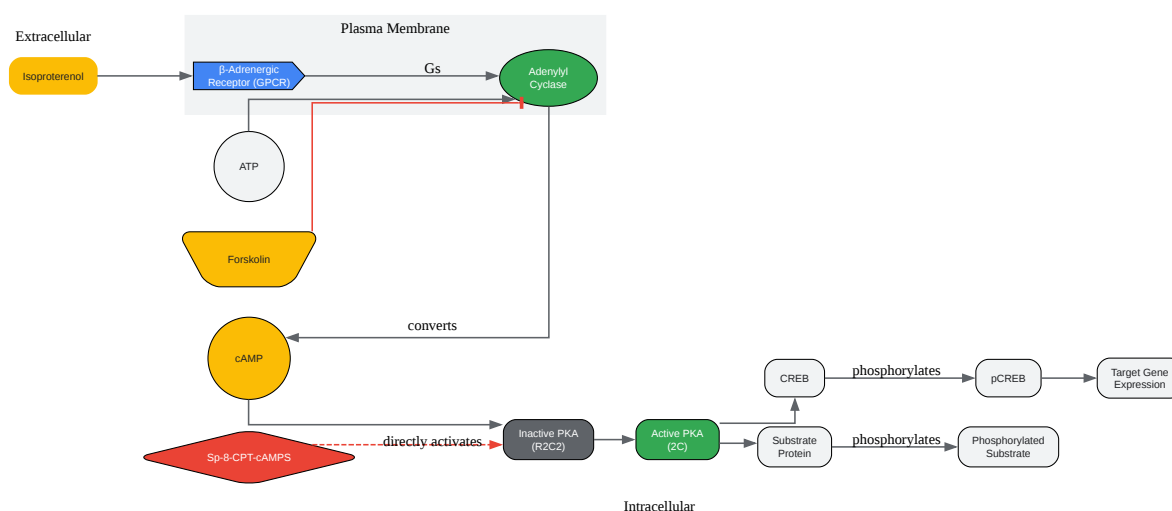 Plasma Membrane
Extracellular
Isoproterenol
β-Adrenergic
Receptor (GPCR)
Gs
Adenylyl
Cyclase
ATP
Forskolin
converts
cAMP
CREB
phosphorylates
pCREB
Target Gene
Expression
Sp-8-CPT-cAMPS
directly activates
Inactive PKA
(R2C2)
Active PKA
(2C)
Substrate
Protein
phosphorylates
Phosphorylated
Substrate
Intracellular